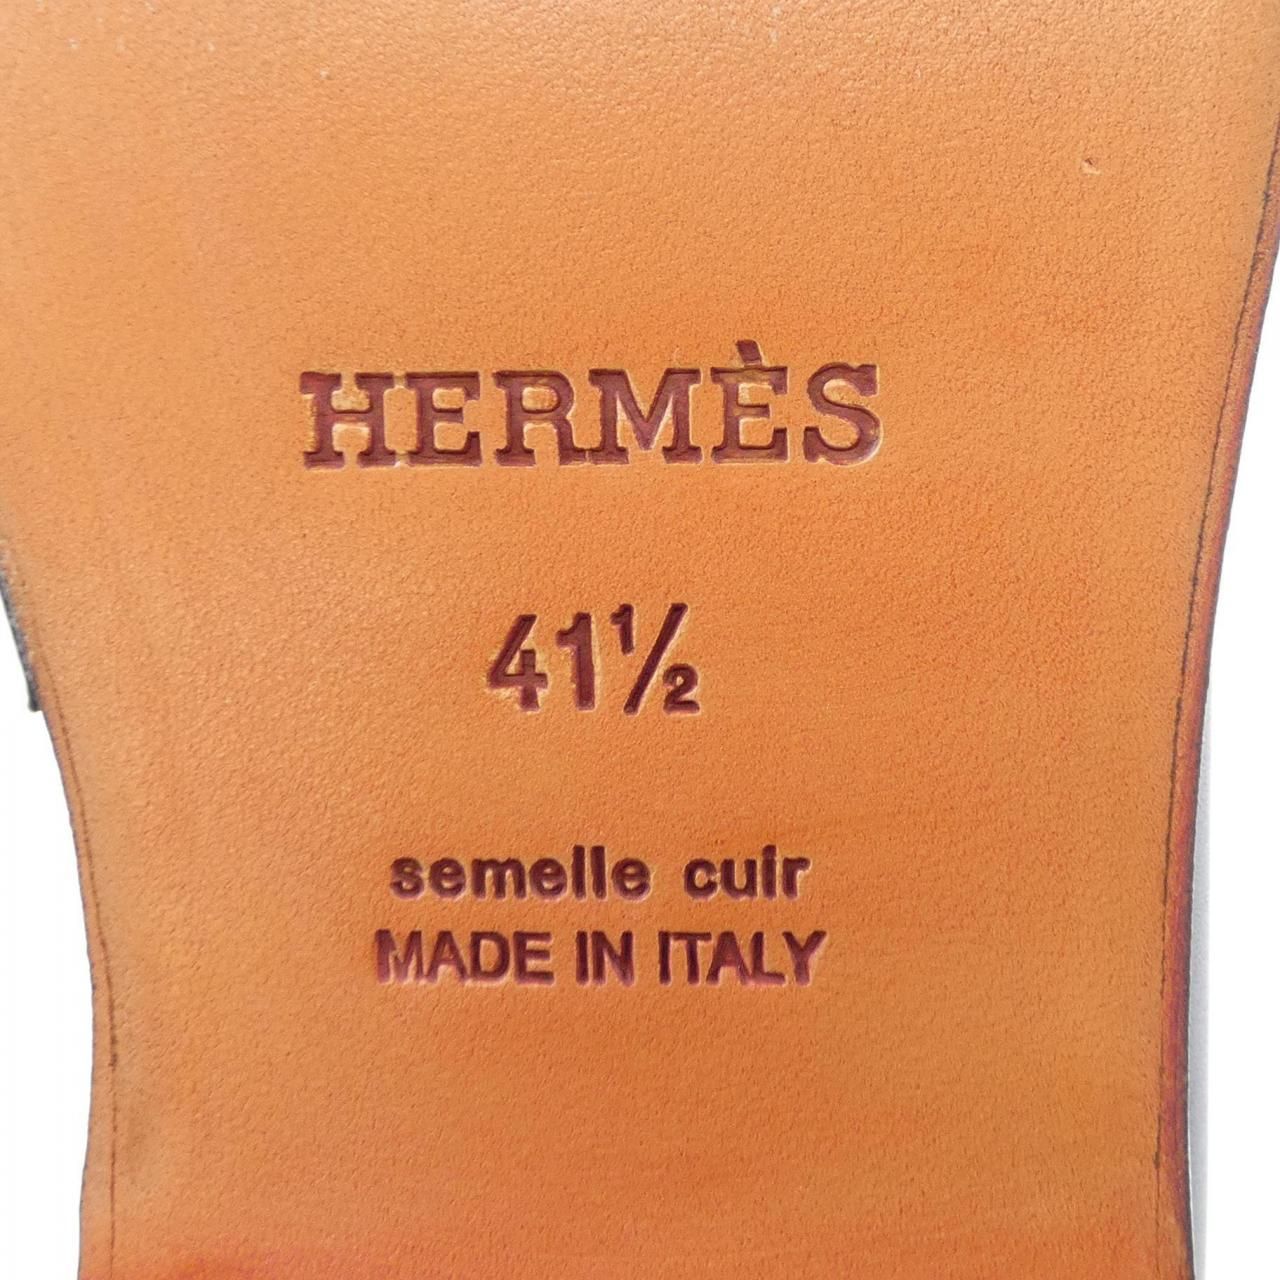 HERMÈS
41½
semelle cuir
MADE IN ITALY